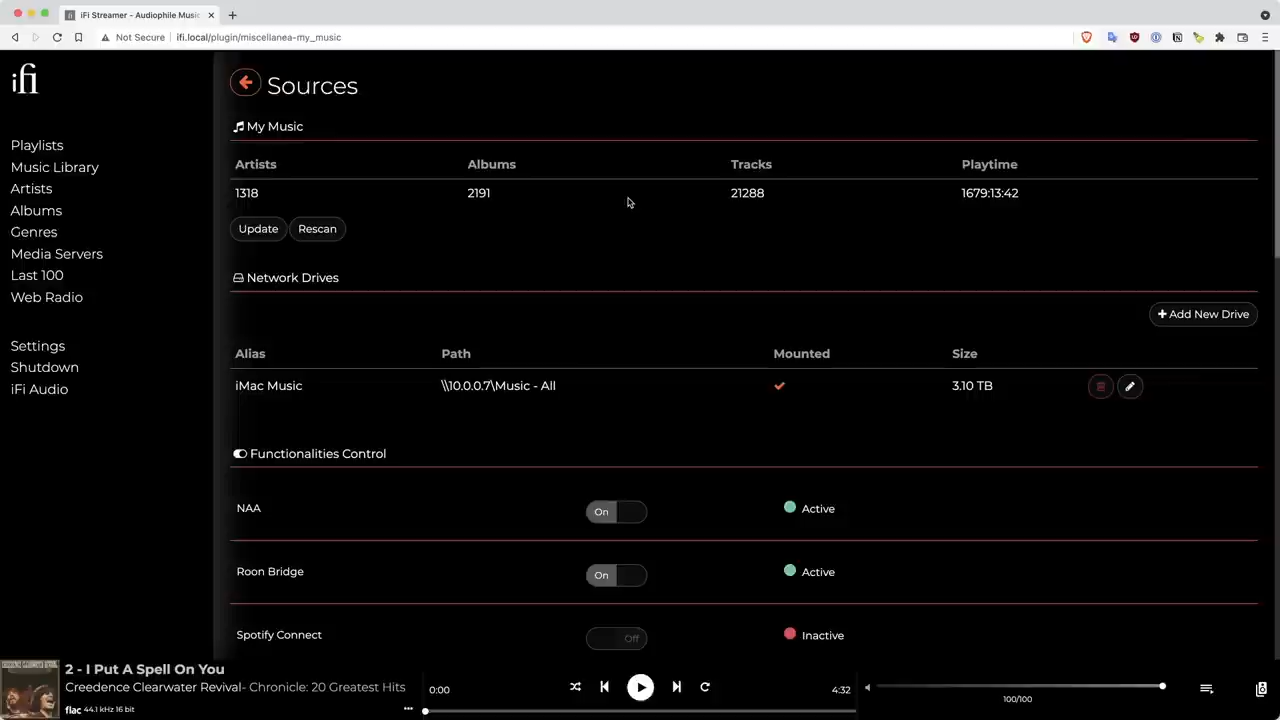 iFi Streamer - Audiophile Music
Not Secure
ifi.local/plugin/miscellanea-my_music
ifi
Playlists
Music Library
Artists
Albums
Genres
Media Servers
Last 100
Web Radio
Settings
Shutdown
iFi Audio
Sources
My Music
Artists Albums Tracks Playtime
1318 2191 21288 1679:13:42
Update Rescan
Network Drives
Add New Drive
Alias Path Mounted Size
iMac Music \\10.0.0.7\Music - All 3.10 TB
Functionalities Control
NAA On Active
Roon Bridge On Active
Spotify Connect Off Inactive
2 - I Put A Spell On You
Creedence Clearwater Revival- Chronicle: 20 Greatest Hits
flac 44.1 kHz 16 bit
0:00
4:32
100/100